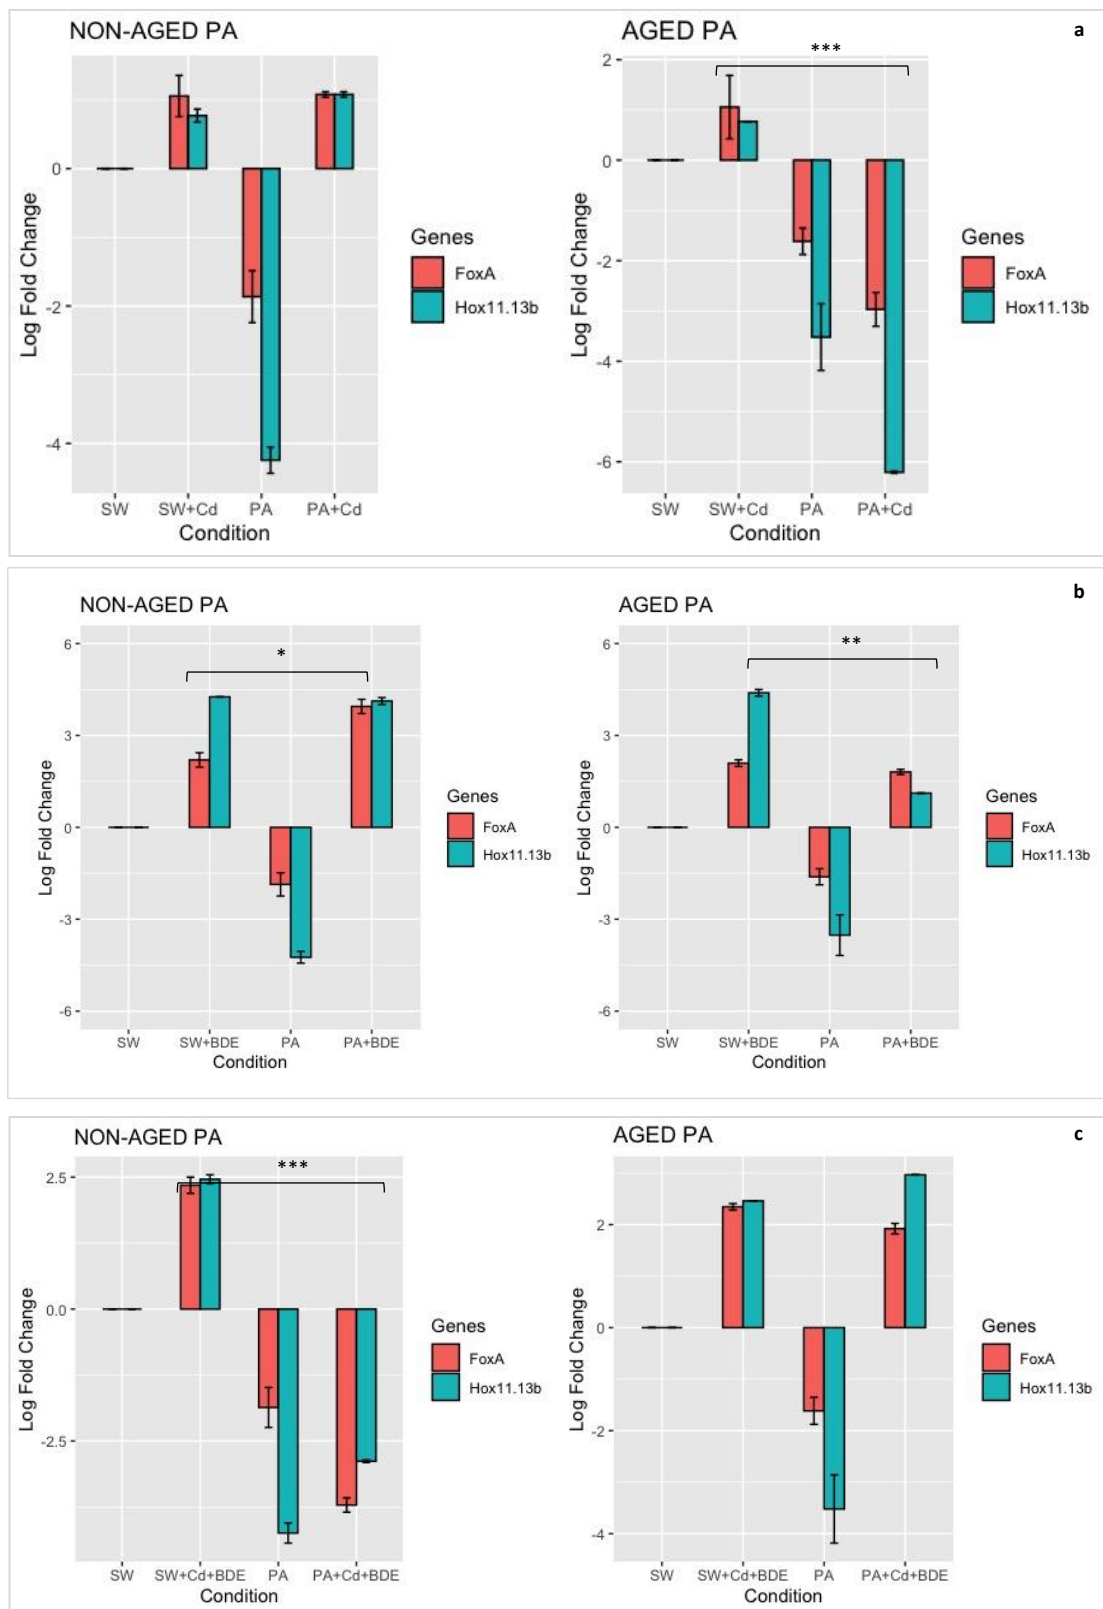 NON-AGED PA
Log Fold Change
0
-2
-4
SW SW+Cd PA PA+Cd
Condition
Genes
FoxA
Hox11.13b
AGED PA
a
***
Log Fold Change
2
0
-2
-4
-6
SW SW+Cd PA PA+Cd
Condition
Genes
FoxA
Hox11.13b
NON-AGED PA
*
Log Fold Change
6
3
0
-3
-6
SW SW+BDE PA PA+BDE
Condition
Genes
FoxA
Hox11.13b
AGED PA
b
**
Log Fold Change
6
3
0
-3
-6
SW SW+BDE PA PA+BDE
Condition
Genes
FoxA
Hox11.13b
NON-AGED PA
***
Log Fold Change
2.5
0.0
-2.5
SW SW+Cd+BDE PA PA+Cd+BDE
Condition
Genes
FoxA
Hox11.13b
AGED PA
c
Log Fold Change
2
0
-2
-4
SW SW+Cd+BDE PA PA+Cd+BDE
Condition
Genes
FoxA
Hox11.13b